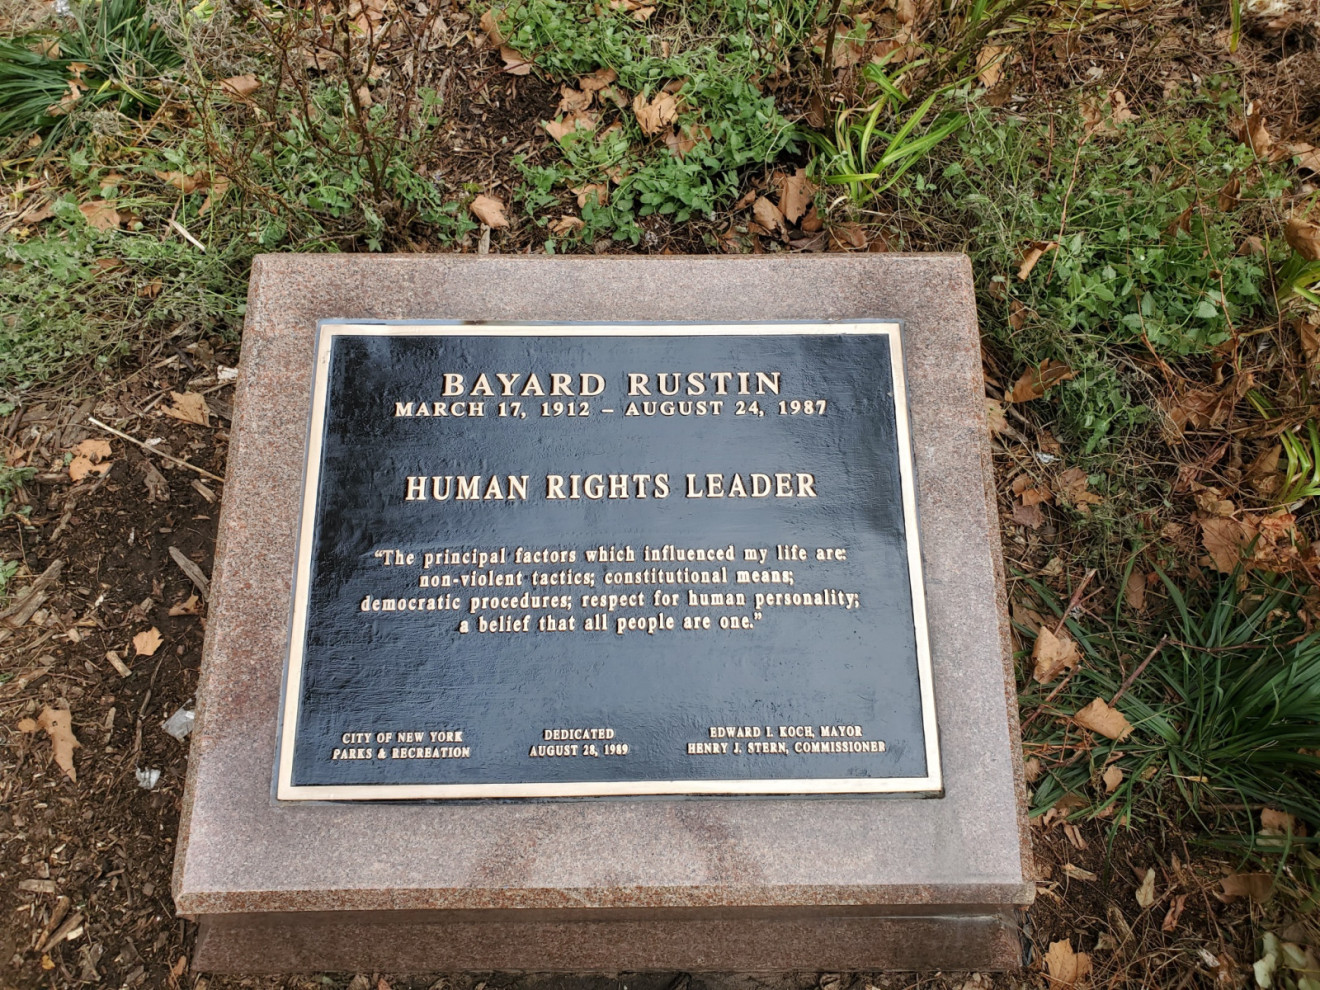 BAYARD RUSTIN
MARCH 17, 1912 – AUGUST 24, 1987
HUMAN RIGHTS LEADER
“The principal factors which influenced my life are:
non-violent tactics; constitutional means;
democratic procedures; respect for human personality;
a belief that all people are one.”
CITY OF NEW YORK
PARKS & RECREATION
DEDICATED
AUGUST 28, 1989
EDWARD I. KOCH, MAYOR
HENRY J. STERN, COMMISSIONER